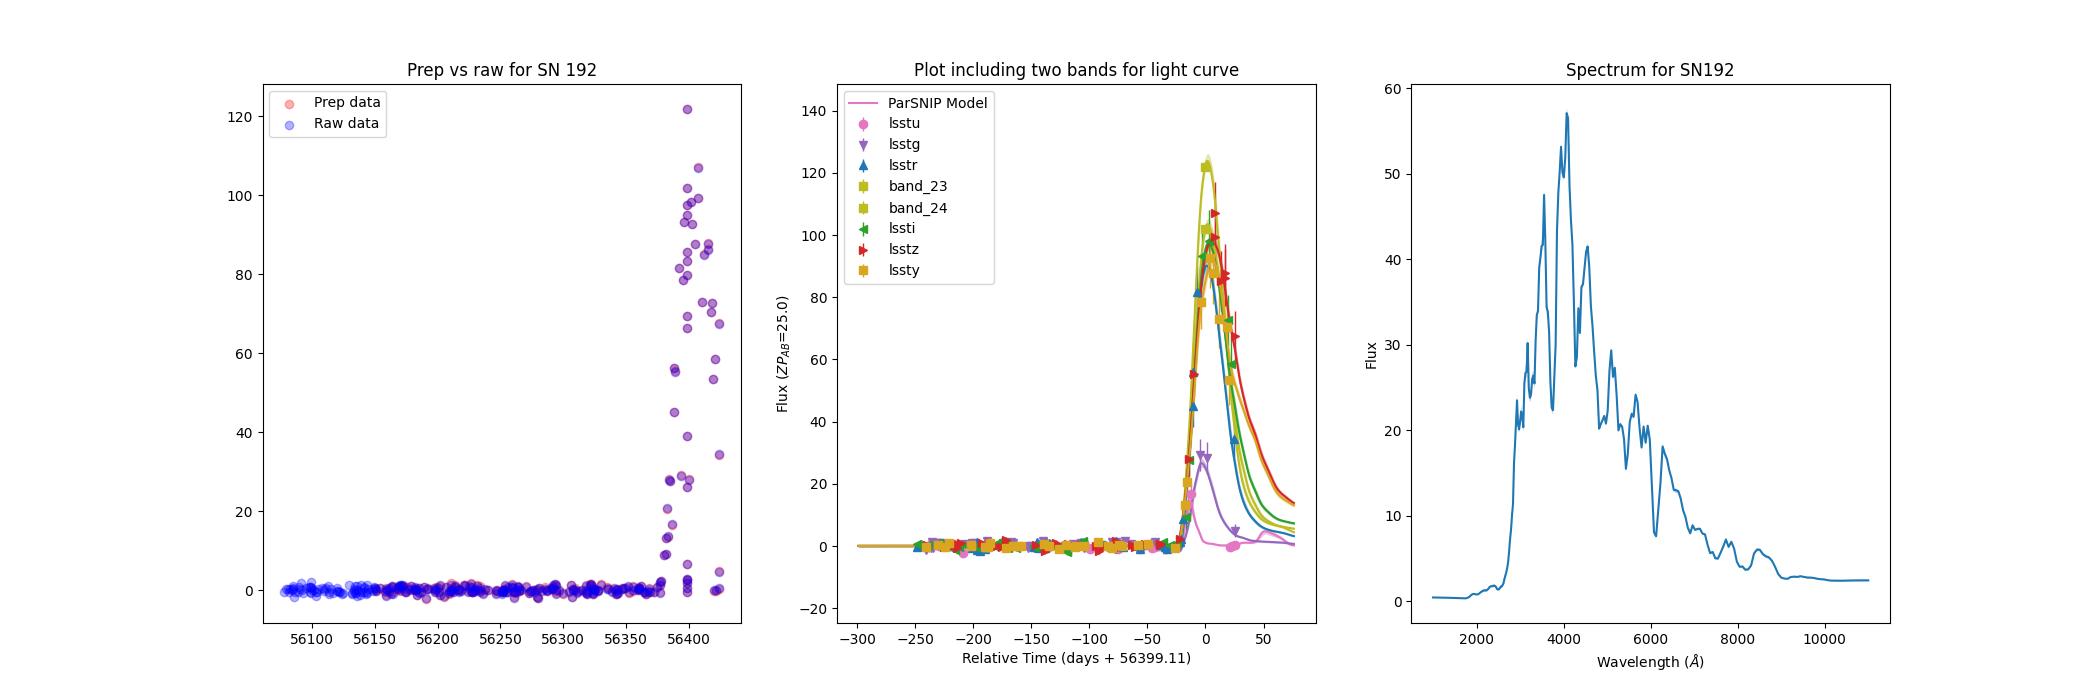 Prep vs raw for SN 192
Prep data
Raw data
120
100
80
60
40
20
0
56100 56150 56200 56250 56300 56350 56400
Plot including two bands for light curve
ParSNIP Model
lsstu
lsstg
lsstr
band_23
band_24
lssti
lsstz
lssty
Flux (ZP_AB=25.0)
140
120
100
80
60
40
20
0
−20
−300 −250 −200 −150 −100 −50 0 50
Relative Time (days + 56399.11)
Spectrum for SN192
Flux
60
50
40
30
20
10
0
2000 4000 6000 8000 10000
Wavelength (Å)